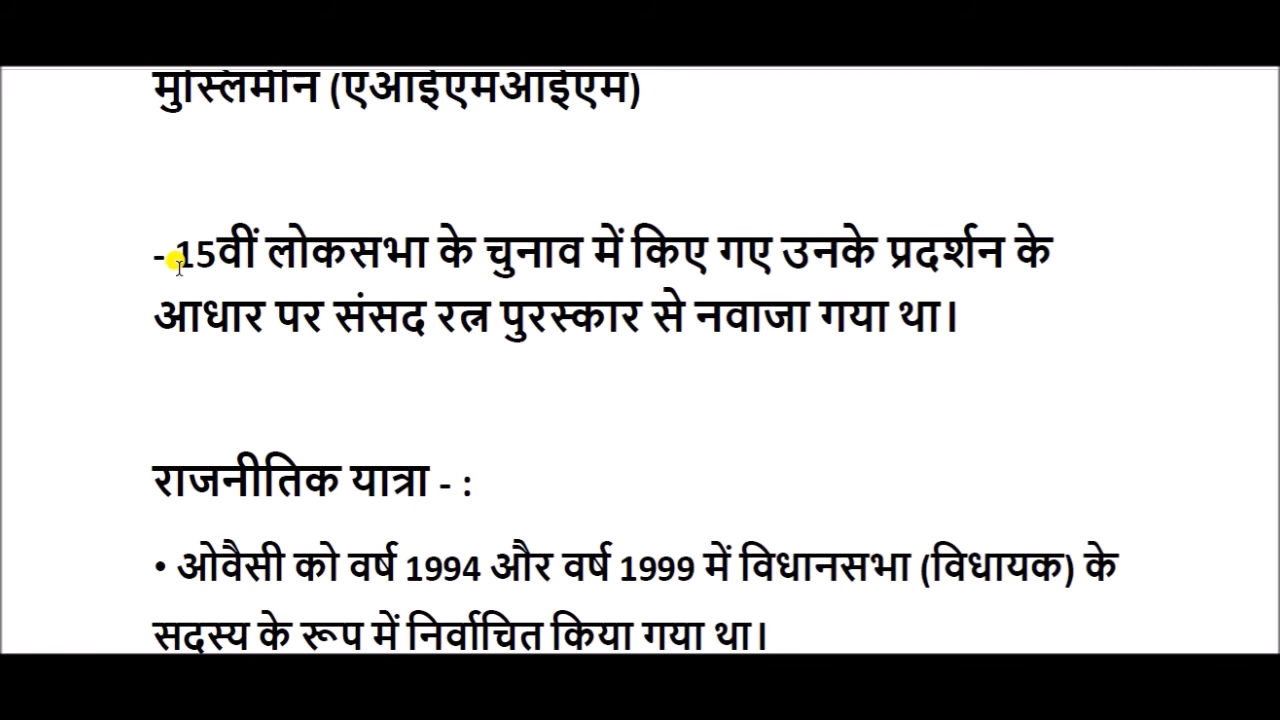 मुस्लिमीन (एआईएमआईएम)
- 15वीं लोकसभा के चुनाव में किए गए उनके प्रदर्शन के
आधार पर संसद रत्न पुरस्कार से नवाजा गया था।
राजनीतिक यात्रा - :
• ओवैसी को वर्ष 1994 और वर्ष 1999 में विधानसभा (विधायक) के
सदस्य के रूप में निर्वाचित किया गया था।